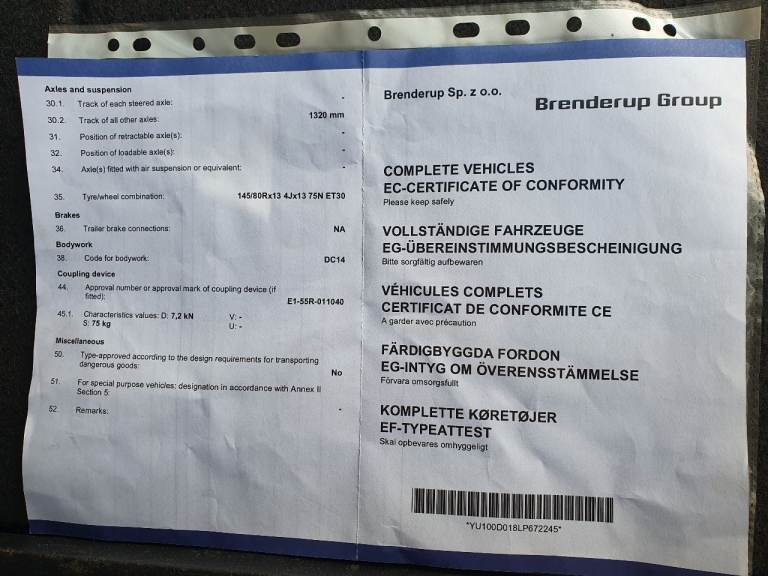 Axles and suspension
30.1. Track of each steered axle: -
30.2. Track of all other axles: 1320 mm
31. Position of retractable axle(s): -
32. Position of loadable axle(s): -
34. Axle(s) fitted with air suspension or equivalent: -
35. Tyre/wheel combination: 145/80Rx13 4Jx13 75N ET30
Brakes
36. Trailer brake connections: NA
Bodywork
38. Code for bodywork: DC14
Coupling device
44. Approval number or approval mark of coupling device (if
fitted): E1-55R-011040
45.1. Characteristics values: D: 7,2 kN V: -
S: 75 kg U: -
Miscellaneous
50. Type-approved according to the design requirements for transporting
dangerous goods: No
51. For special purpose vehicles: designation in accordance with Annex II
Section 5: -
52. Remarks: -
Brenderup Sp. z o.o. Brenderup Group
COMPLETE VEHICLES
EC-CERTIFICATE OF CONFORMITY
Please keep safely
VOLLSTÄNDIGE FAHRZEUGE
EG-ÜBEREINSTIMMUNGSBESCHEINIGUNG
Bitte sorgfältig aufbewaren
VÉHICULES COMPLETS
CERTIFICAT DE CONFORMITE CE
A garder avec précaution
FÄRDIGBYGGDA FORDON
EG-INTYG OM ÖVERENSSTÄMMELSE
Förvara omsorgsfullt
KOMPLETTE KØRETØJER
EF-TYPEATTEST
Skal opbevares omhyggeligt
*YU100D018LP672245*